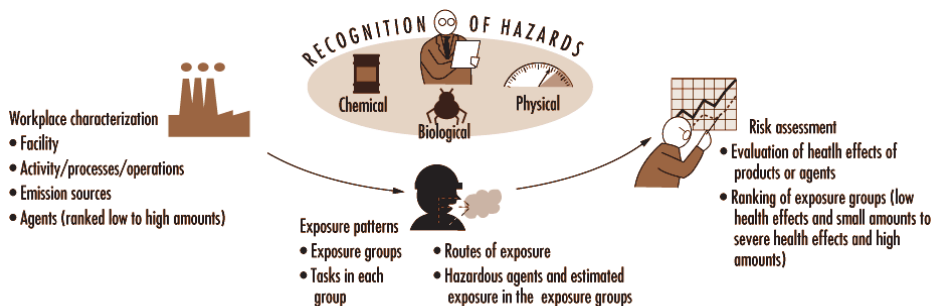 RECOGNITION OF HAZARDS
Chemical
Biological
Physical
Workplace characterization
• Facility
• Activity/processes/operations
• Emission sources
• Agents (ranked low to high amounts)
Exposure patterns
• Exposure groups
• Tasks in each
group
• Routes of exposure
• Hazardous agents and estimated
exposure in the exposure groups
Risk assessment
• Evaluation of heatlh effects of
products or agents
• Ranking of exposure groups (low
health effects and small amounts to
severe health effects and high
amounts)